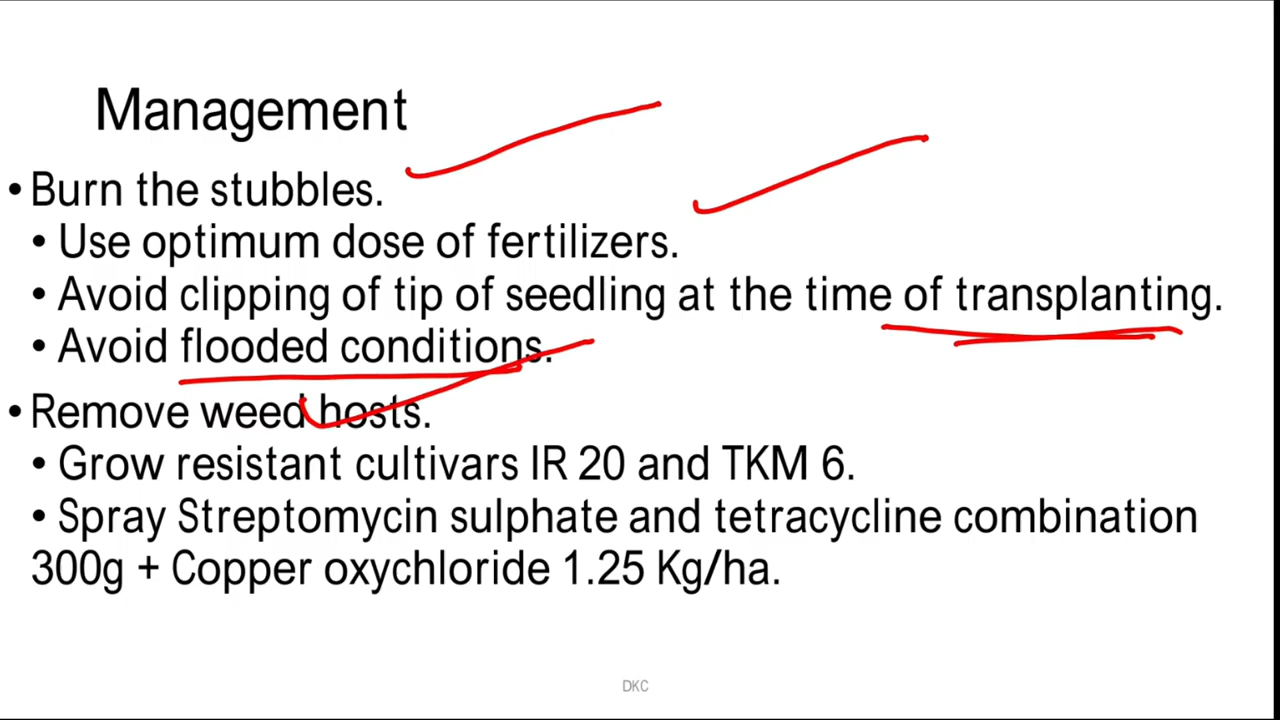 Management
• Burn the stubbles.
• Use optimum dose of fertilizers.
• Avoid clipping of tip of seedling at the time of transplanting.
• Avoid flooded conditions.
• Remove weed hosts.
• Grow resistant cultivars IR 20 and TKM 6.
• Spray Streptomycin sulphate and tetracycline combination
300g + Copper oxychloride 1.25 Kg/ha.
DKC